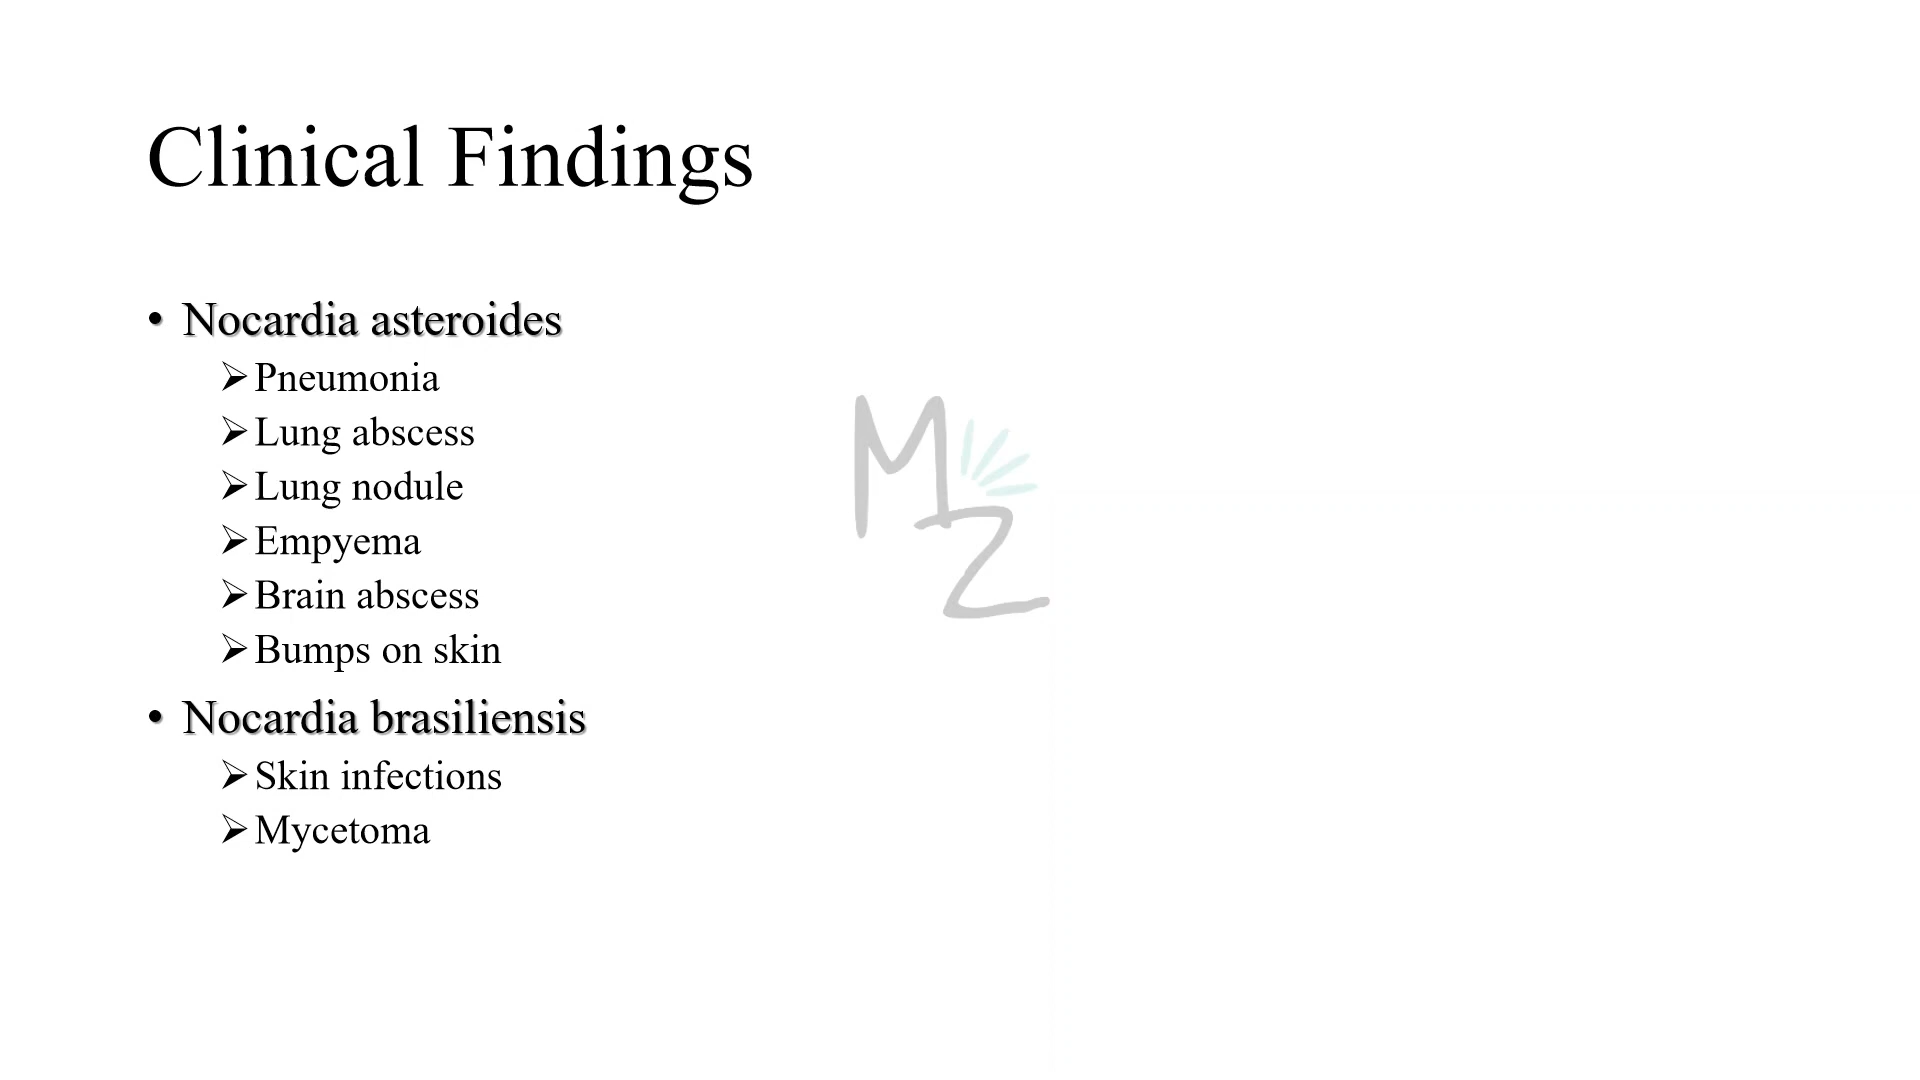 Clinical Findings
• Nocardia asteroides
➢ Pneumonia
➢ Lung abscess
➢ Lung nodule
➢ Empyema
➢ Brain abscess
➢ Bumps on skin
• Nocardia brasiliensis
➢ Skin infections
➢ Mycetoma
MZ